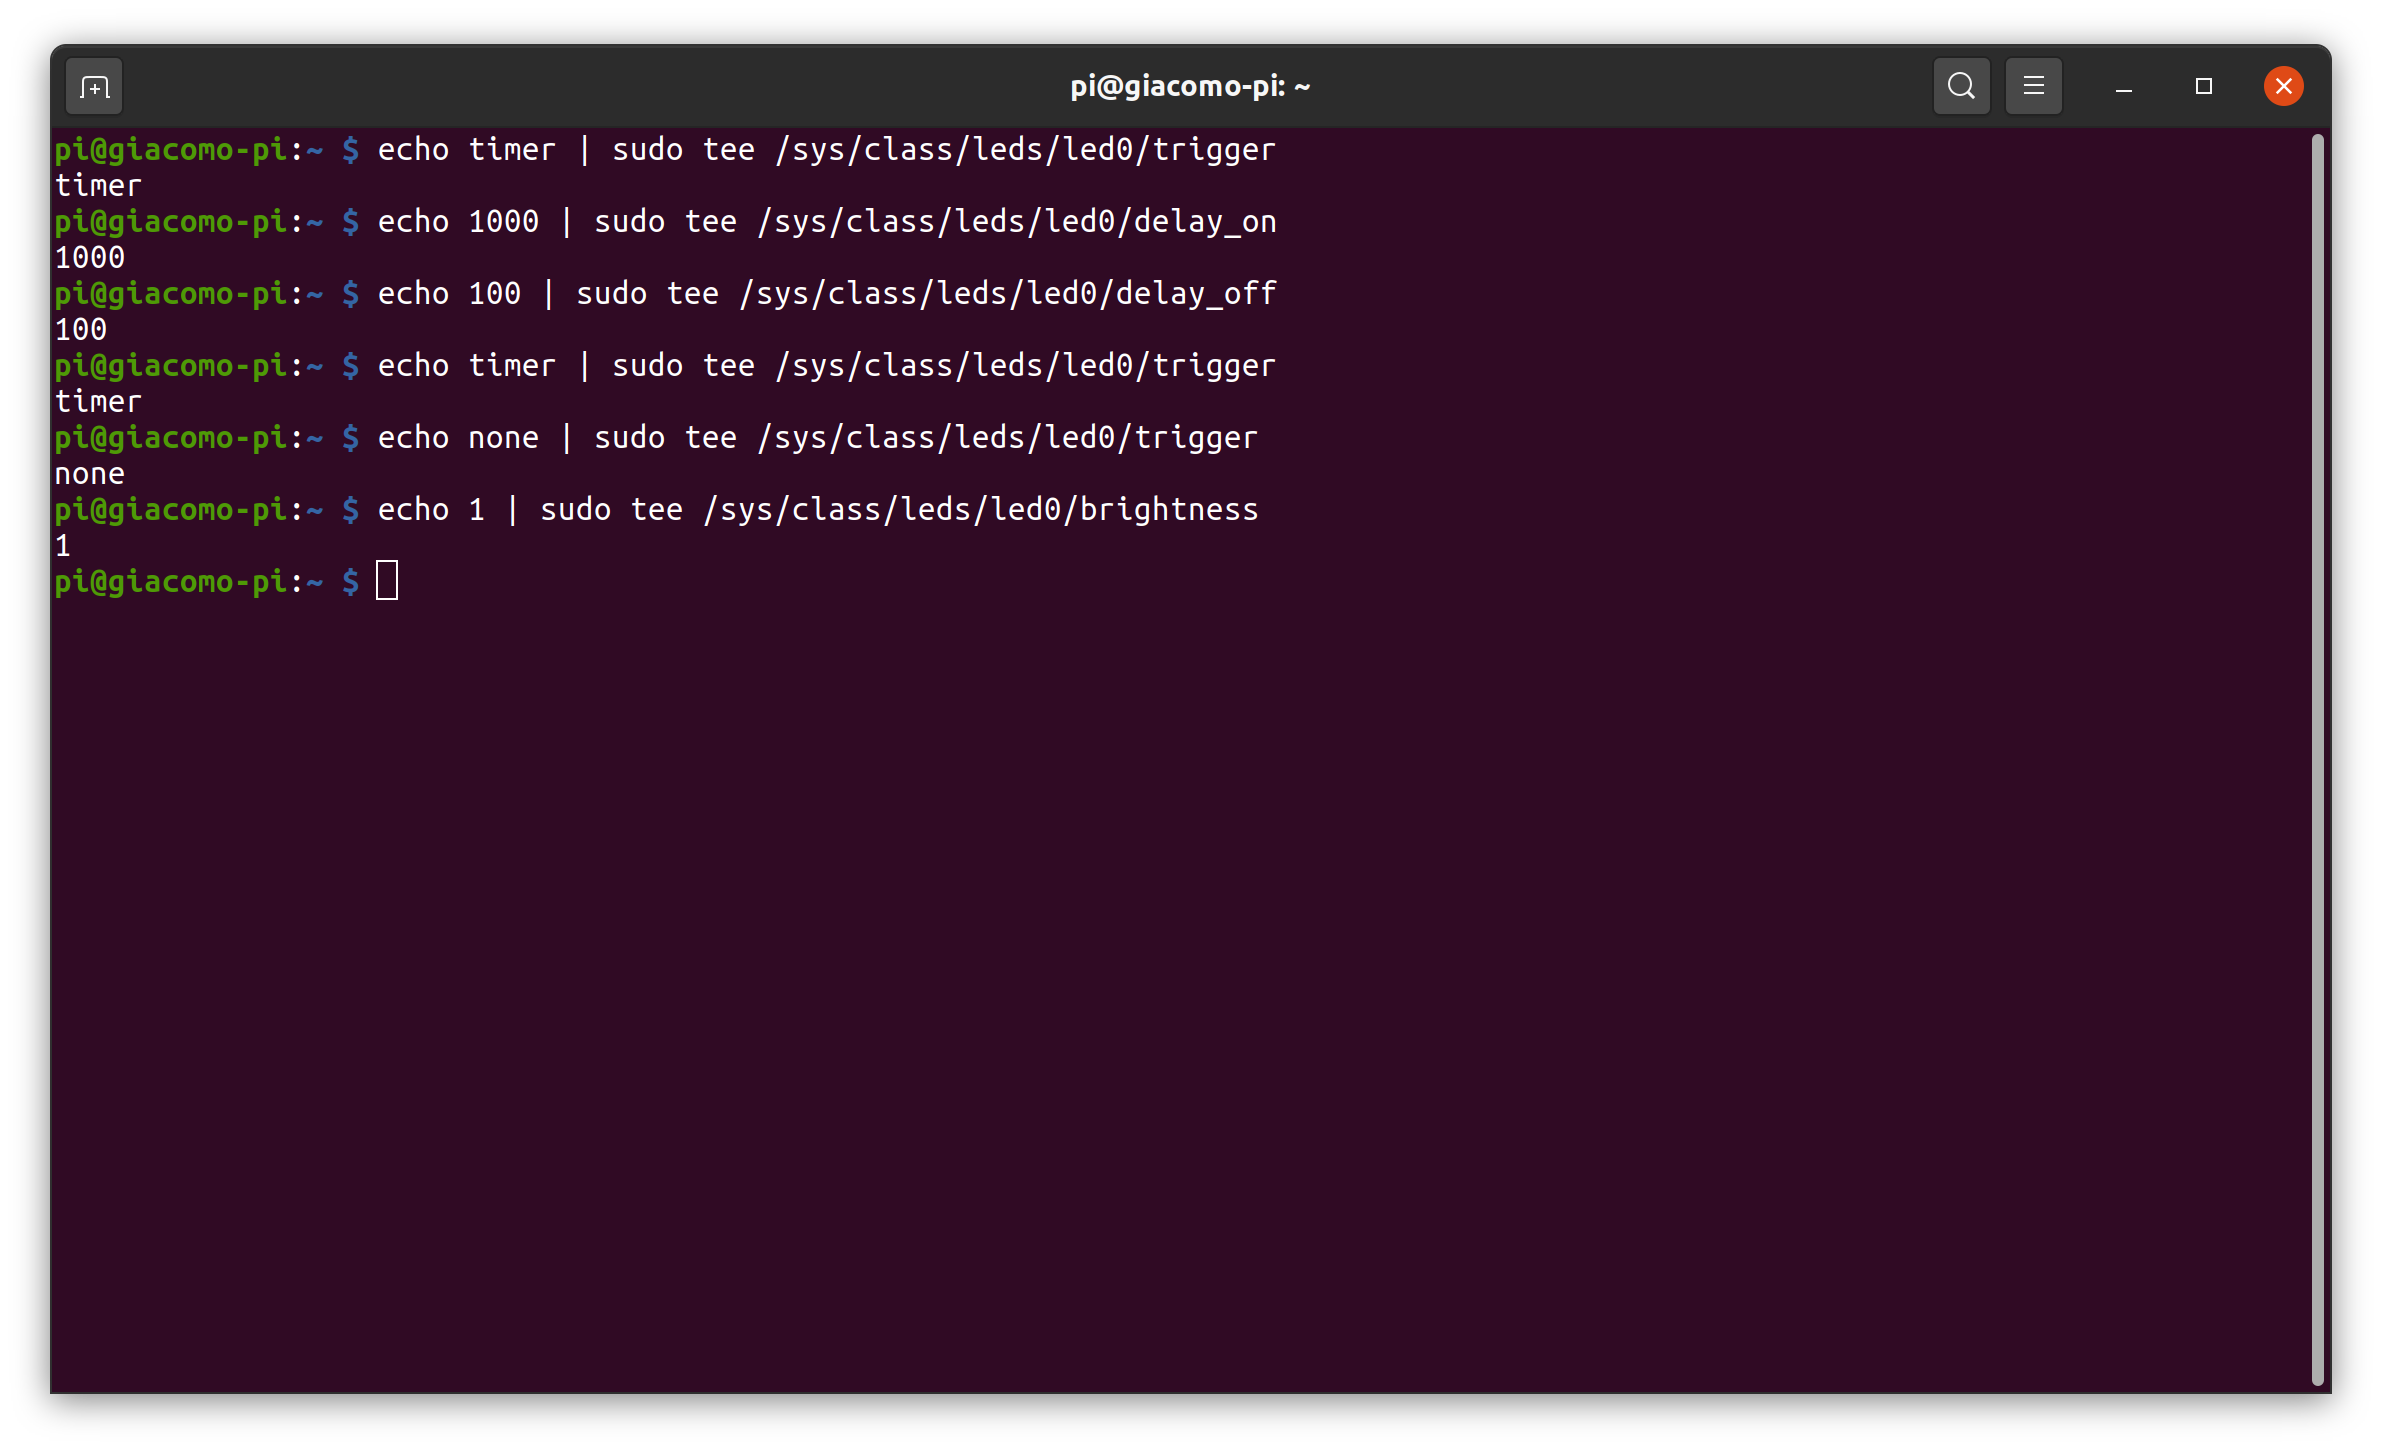 pi@giacomo-pi: ~
pi@giacomo-pi:~ $ echo timer | sudo tee /sys/class/leds/led0/trigger
timer
pi@giacomo-pi:~ $ echo 1000 | sudo tee /sys/class/leds/led0/delay_on
1000
pi@giacomo-pi:~ $ echo 100 | sudo tee /sys/class/leds/led0/delay_off
100
pi@giacomo-pi:~ $ echo timer | sudo tee /sys/class/leds/led0/trigger
timer
pi@giacomo-pi:~ $ echo none | sudo tee /sys/class/leds/led0/trigger
none
pi@giacomo-pi:~ $ echo 1 | sudo tee /sys/class/leds/led0/brightness
1
pi@giacomo-pi:~ $